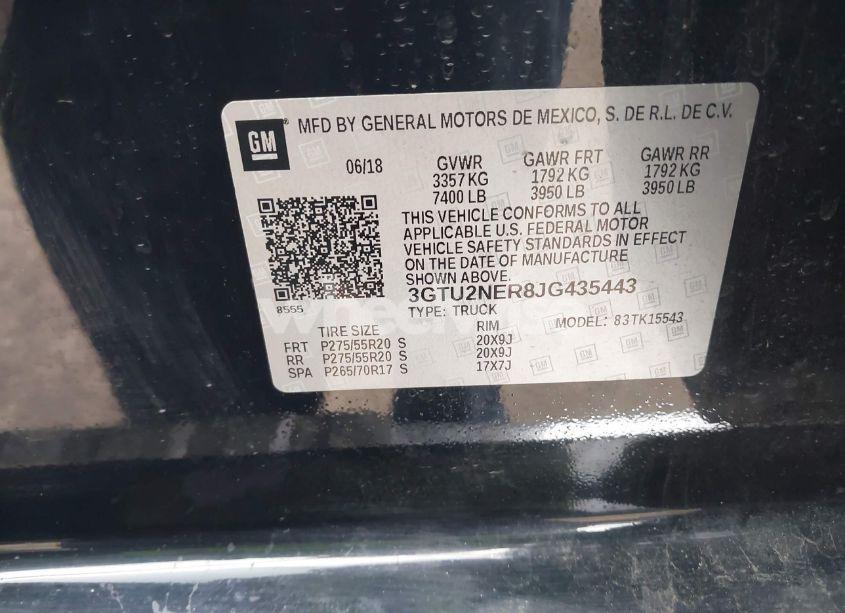 GM® MFD BY GENERAL MOTORS DE MEXICO, S. DE R.L. DE C.V.
06/18 GVWR GAWR FRT GAWR RR
3357 KG 1792 KG 1792 KG
7400 LB 3950 LB 3950 LB
THIS VEHICLE CONFORMS TO ALL
APPLICABLE U.S. FEDERAL MOTOR
VEHICLE SAFETY STANDARDS IN EFFECT
ON THE DATE OF MANUFACTURE
SHOWN ABOVE.
8555 3GTU2NER8JG435443
TYPE: TRUCK MODEL: 83TK15543
TIRE SIZE RIM
FRT P275/55R20 S 20X9J
RR P275/55R20 S 20X9J
SPA P265/70R17 S 17X7J